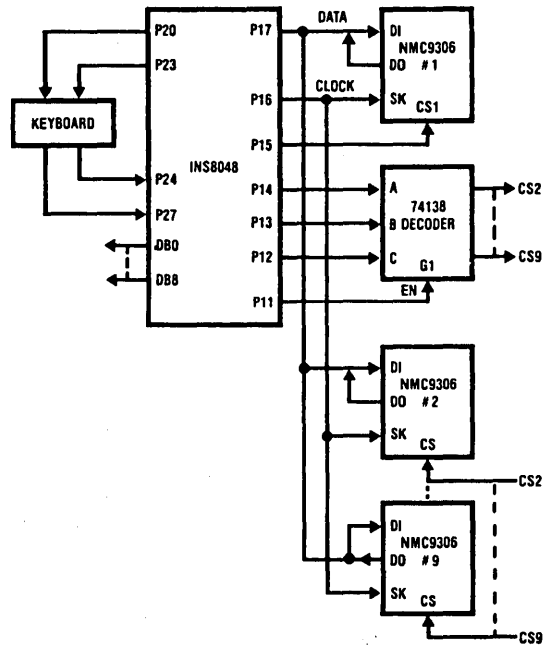 P20
P23
KEYBOARD
P24
P27
DB0
DB8
INS8048
P17
P16
P15
P14
P13
P12
P11
DATA
CLOCK
DI
NMC9306
DO #1
SK
CS1
A
74138
B DECODER
C
G1
EN
CS2
CS9
DI
NMC9306
DO #2
SK
CS
CS2
DI
NMC9306
DO #9
SK
CS
CS9